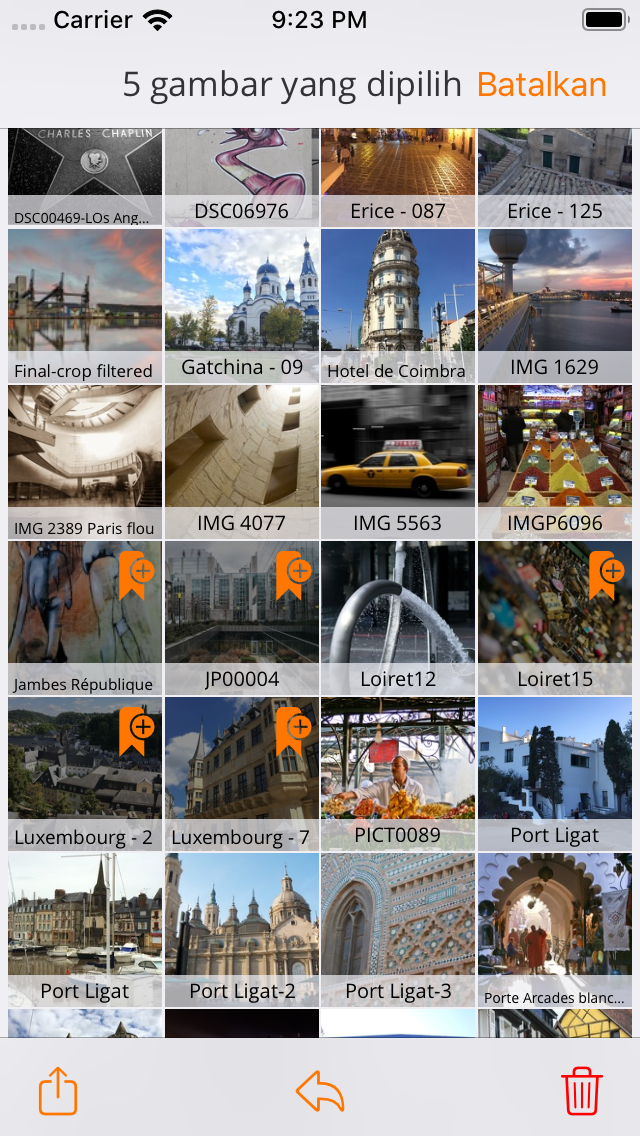 Carrier 9:23 PM
5 gambar yang dipilih Batalkan
CHARLES CHAPLIN
DSC00469-LOs Ang... DSC06976 Erice - 087 Erice - 125
Final-crop filtered Gatchina - 09 Hotel de Coimbra IMG 1629
IMG 2389 Paris flou IMG 4077 IMG 5563 IMGP6096
Jambes République JP00004 Loiret12 Loiret15
Luxembourg - 2 Luxembourg - 7 PICT0089 Port Ligat
Port Ligat Port Ligat-2 Port Ligat-3 Porte Arcades blanc...